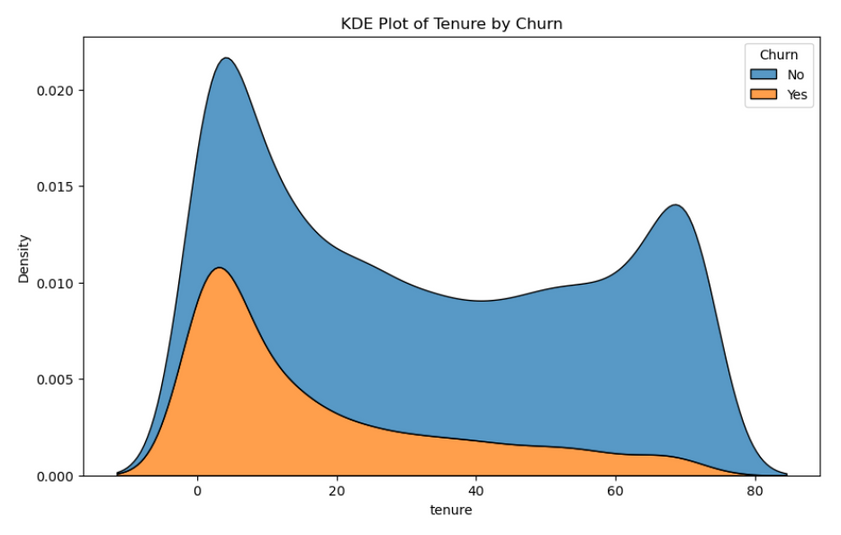 KDE Plot of Tenure by Churn
Churn
No
Yes
0.020
0.015
0.010
0.005
0.000
Density
0 20 40 60 80
tenure